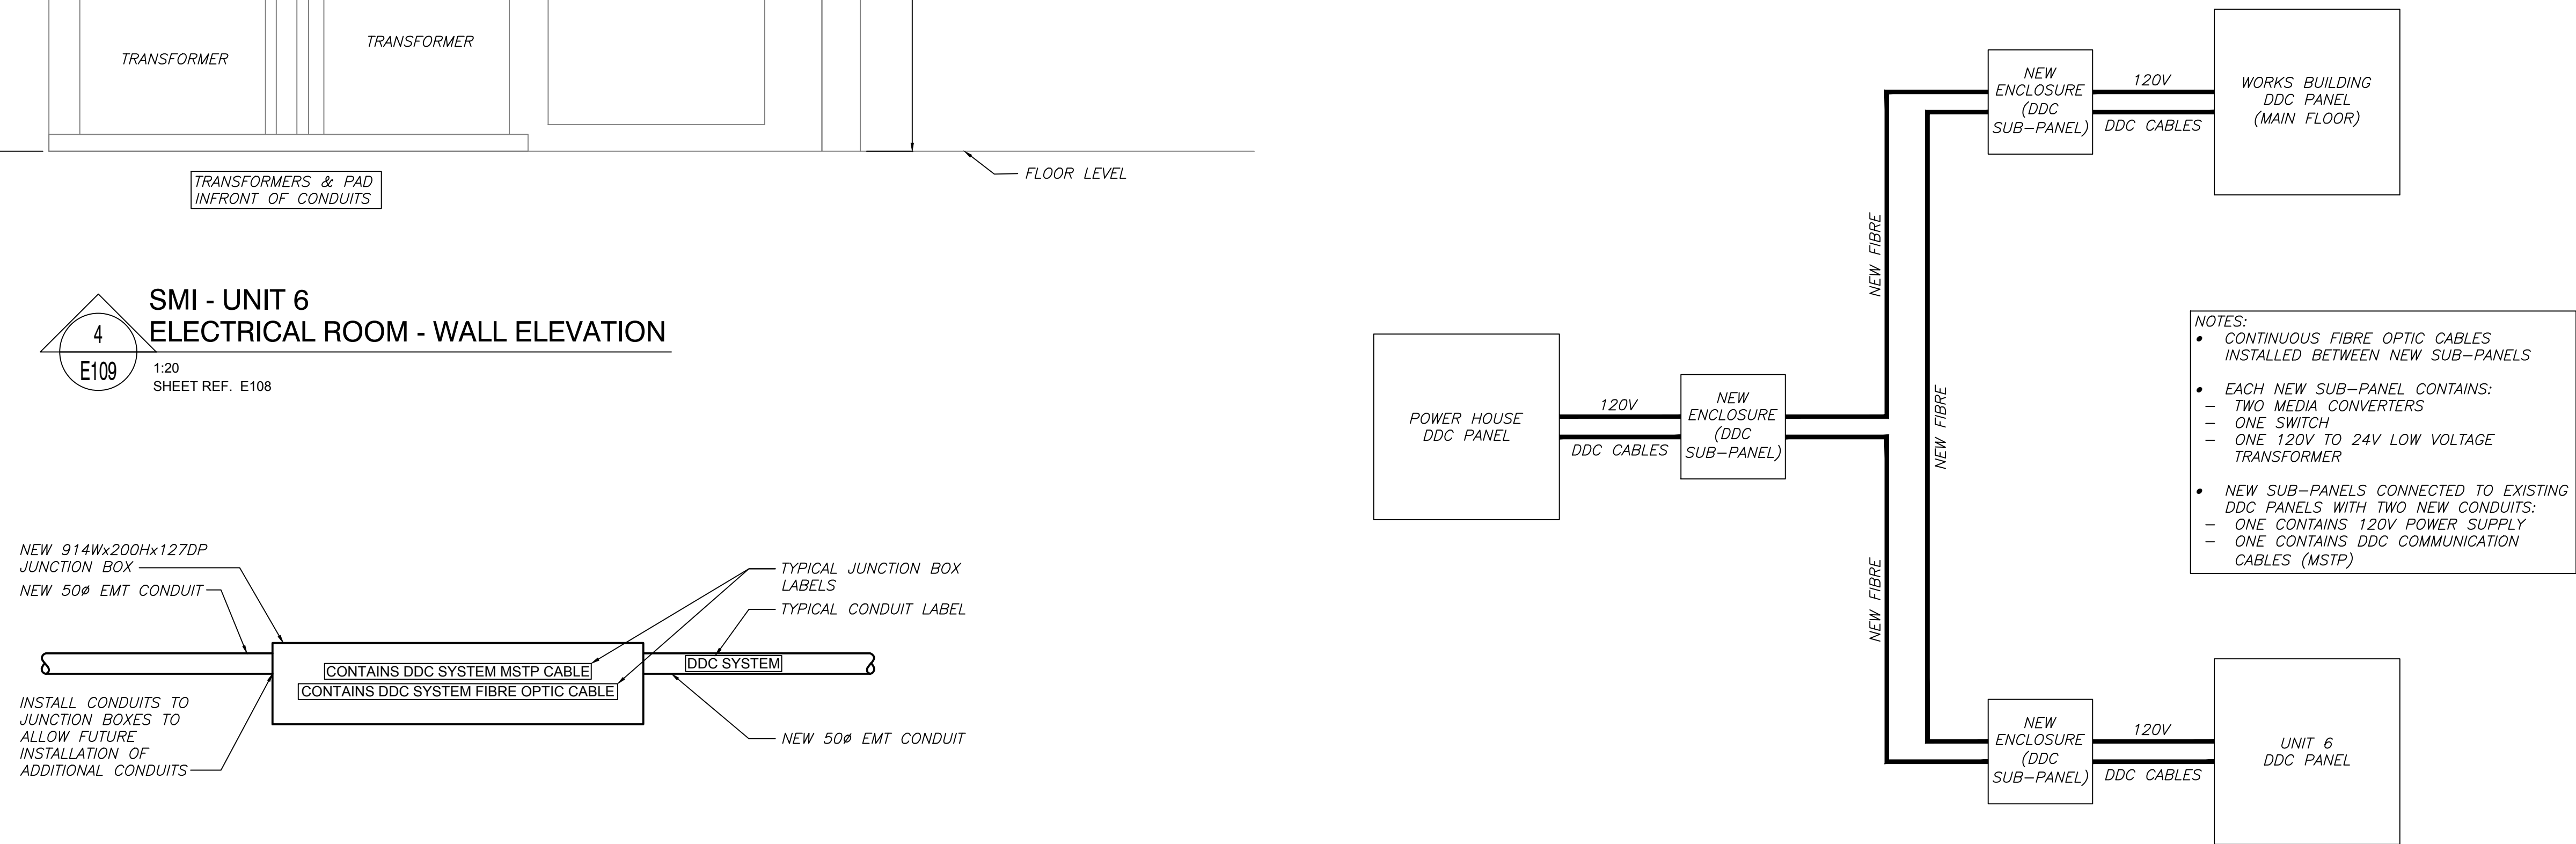 TRANSFORMER
TRANSFORMER
TRANSFORMERS & PAD
INFRONT OF CONDUITS
FLOOR LEVEL
4
E109
SMI - UNIT 6
ELECTRICAL ROOM - WALL ELEVATION
1:20
SHEET REF. E108
NEW 914Wx200Hx127DP
JUNCTION BOX
NEW 50ø EMT CONDUIT
INSTALL CONDUITS TO
JUNCTION BOXES TO
ALLOW FUTURE
INSTALLATION OF
ADDITIONAL CONDUITS
CONTAINS DDC SYSTEM MSTP CABLE
CONTAINS DDC SYSTEM FIBRE OPTIC CABLE
DDC SYSTEM
TYPICAL JUNCTION BOX
LABELS
TYPICAL CONDUIT LABEL
NEW 50ø EMT CONDUIT
POWER HOUSE
DDC PANEL
120V
DDC CABLES
NEW
ENCLOSURE
(DDC
SUB-PANEL)
NEW FIBRE
NEW FIBRE
NEW FIBRE
NEW
ENCLOSURE
(DDC
SUB-PANEL)
120V
DDC CABLES
WORKS BUILDING
DDC PANEL
(MAIN FLOOR)
NEW
ENCLOSURE
(DDC
SUB-PANEL)
120V
DDC CABLES
UNIT 6
DDC PANEL
NOTES:
• CONTINUOUS FIBRE OPTIC CABLES
INSTALLED BETWEEN NEW SUB-PANELS
• EACH NEW SUB-PANEL CONTAINS:
- TWO MEDIA CONVERTERS
- ONE SWITCH
- ONE 120V TO 24V LOW VOLTAGE
TRANSFORMER
• NEW SUB-PANELS CONNECTED TO EXISTING
DDC PANELS WITH TWO NEW CONDUITS:
- ONE CONTAINS 120V POWER SUPPLY
- ONE CONTAINS DDC COMMUNICATION
CABLES (MSTP)